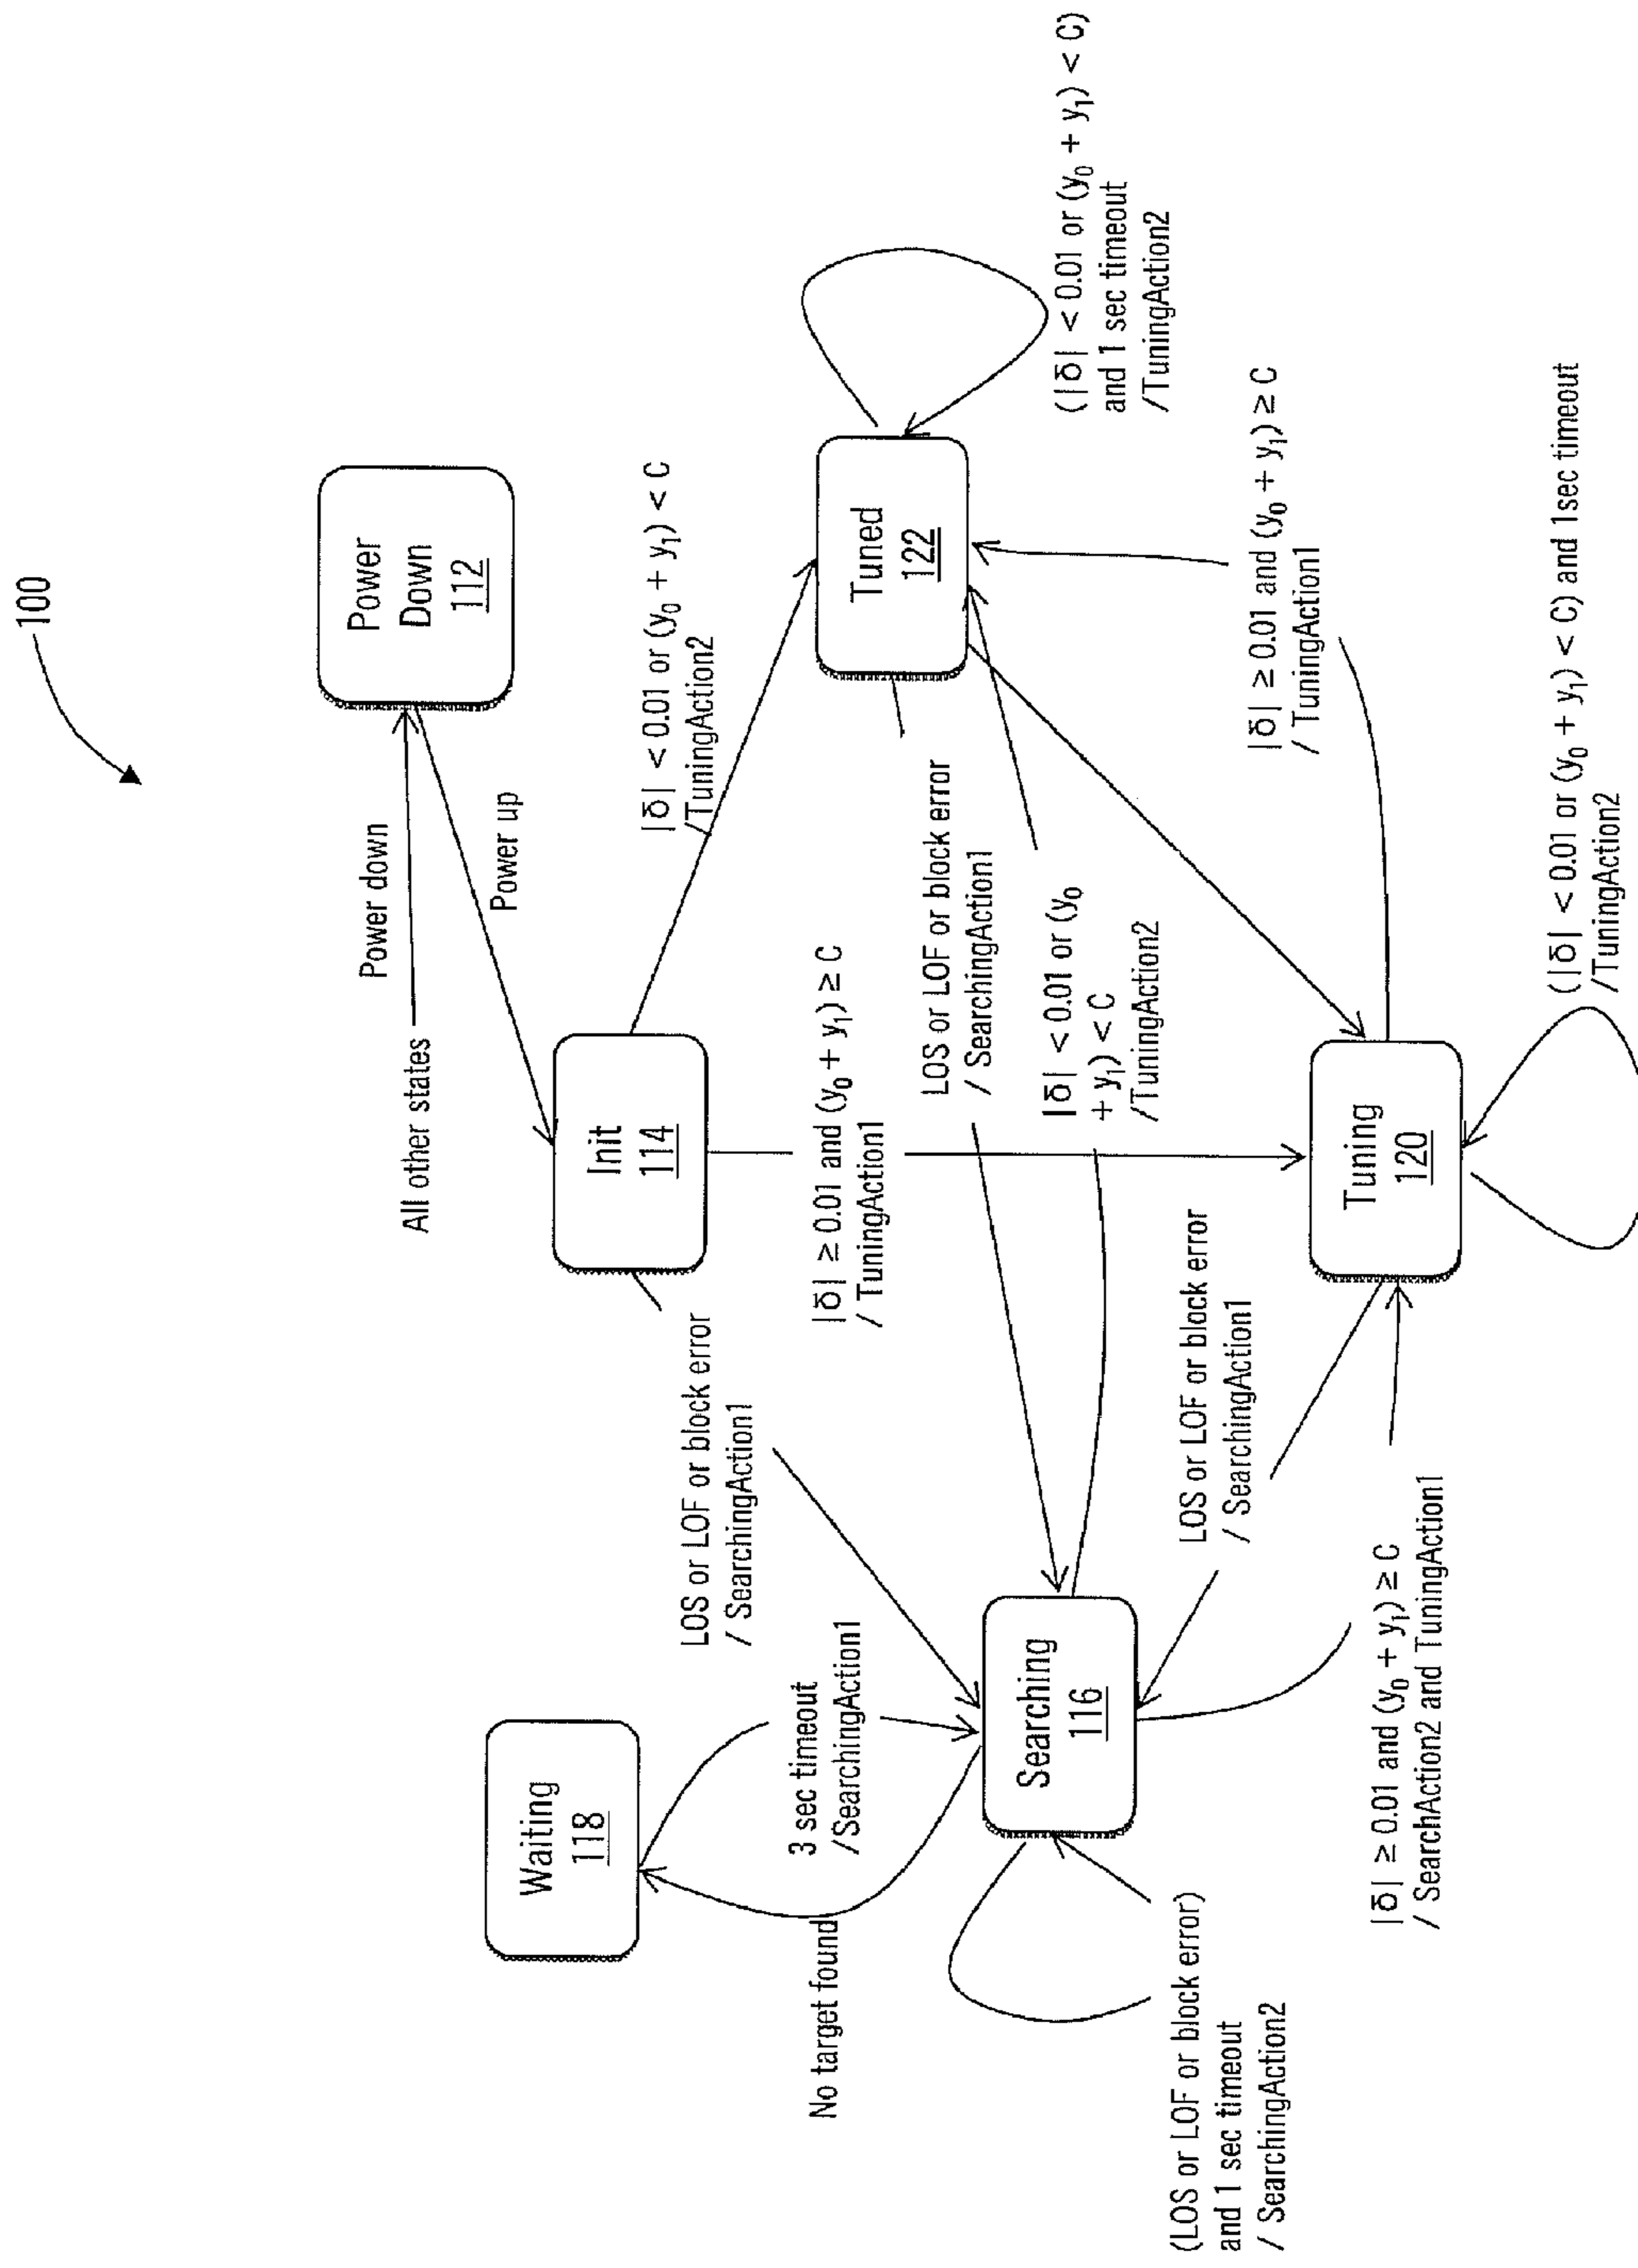 100
Power
Down
112
Power down
All other states
Power up
Init
114
|δ| < 0.01 or (y₀ + y₁) < C
/TuningAction2
Tuned
122
(|δ| < 0.01 or (y₀ + y₁) < C)
and 1 sec timeout
/TuningAction2
Waiting
118
LOS or LOF or block error
/ SearchingAction1
|δ| ≥ 0.01 and (y₀ + y₁) ≥ C
/ TuningAction1
LOS or LOF or block error
/ SearchingAction1
3 sec timeout
/SearchingAction1
No target found
|δ| < 0.01 or (y₀
+ y₁) < C
/TuningAction2
Searching
116
|δ| ≥ 0.01 and (y₀ + y₁) ≥ C
/ TuningAction1
LOS or LOF or block error
/ SearchingAction1
(LOS or LOF or block error)
and 1 sec timeout
/ SearchingAction2
Tuning
120
|δ| ≥ 0.01 and (y₀ + y₁) ≥ C
/ SearchAction2 and TuningAction1
(|δ| < 0.01 or (y₀ + y₁) < C) and 1sec timeout
/TuningAction2